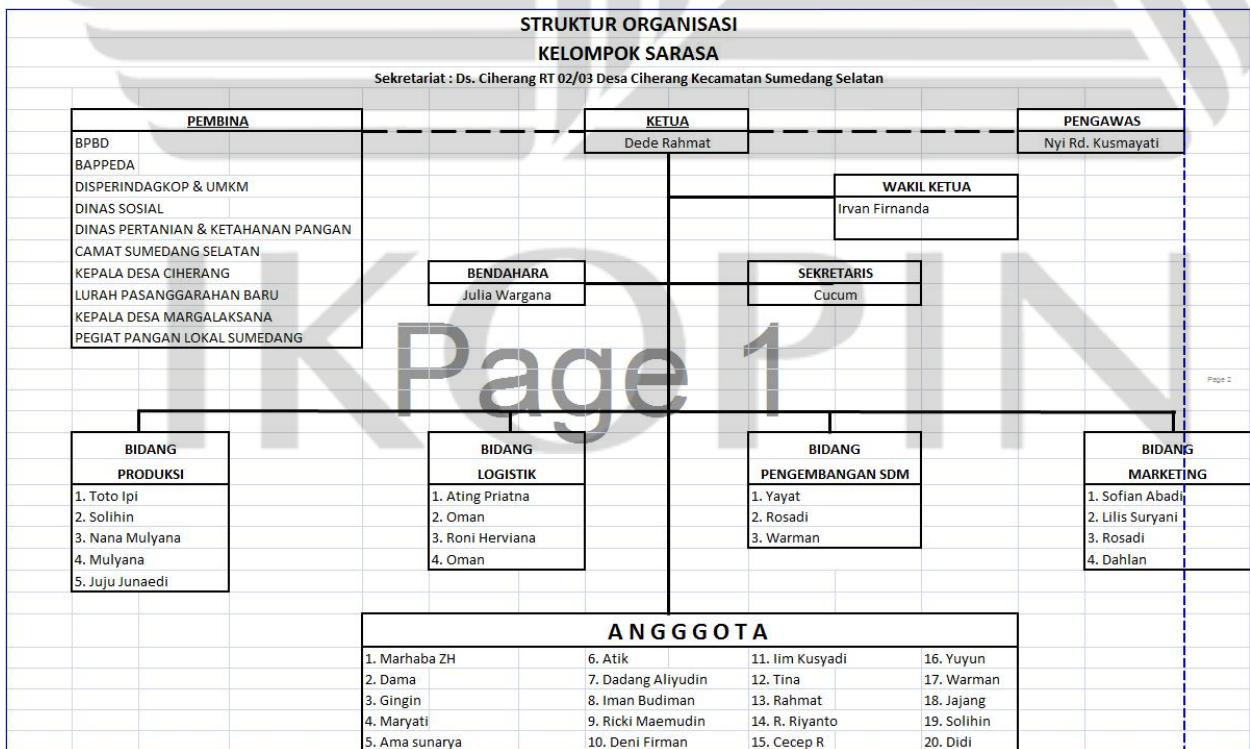 STRUKTUR ORGANISASI
KELOMPOK SARASA
Sekretariat : Ds. Ciherang RT 02/03 Desa Ciherang Kecamatan Sumedang Selatan
PEMBINA
BPBD
BAPPEDA
DISPERINDAGKOP & UMKM
DINAS SOSIAL
DINAS PERTANIAN & KETAHANAN PANGAN
CAMAT SUMEDANG SELATAN
KEPALA DESA CIHERANG
LURAH PASANGGARAHAN BARU
KEPALA DESA MARGALAKSANA
PEGIAT PANGAN LOKAL SUMEDANG
KETUA
Dede Rahmat
PENGAWAS
Nyi Rd. Kusmayati
WAKIL KETUA
Irvan Firnanda
BENDAHARA
Julia Wargana
SEKRETARIS
Cucum
IKOPIN
Page 1
Page 2
BIDANG
PRODUKSI
1. Toto Ipi
2. Solihin
3. Nana Mulyana
4. Mulyana
5. Juju Junaedi
BIDANG
LOGISTIK
1. Ating Priatna
2. Oman
3. Roni Herviana
4. Oman
BIDANG
PENGEMBANGAN SDM
1. Yayat
2. Rosadi
3. Warman
BIDANG
MARKETING
1. Sofian Abadi
2. Lilis Suryani
3. Rosadi
4. Dahlan
A N G G G O T A
1. Marhaba ZH
2. Dama
3. Gingin
4. Maryati
5. Ama sunarya
6. Atik
7. Dadang Aliyudin
8. Iman Budiman
9. Ricki Maemudin
10. Deni Firman
11. Iim Kusyadi
12. Tina
13. Rahmat
14. R. Riyanto
15. Cecep R
16. Yuyun
17. Warman
18. Jajang
19. Solihin
20. Didi